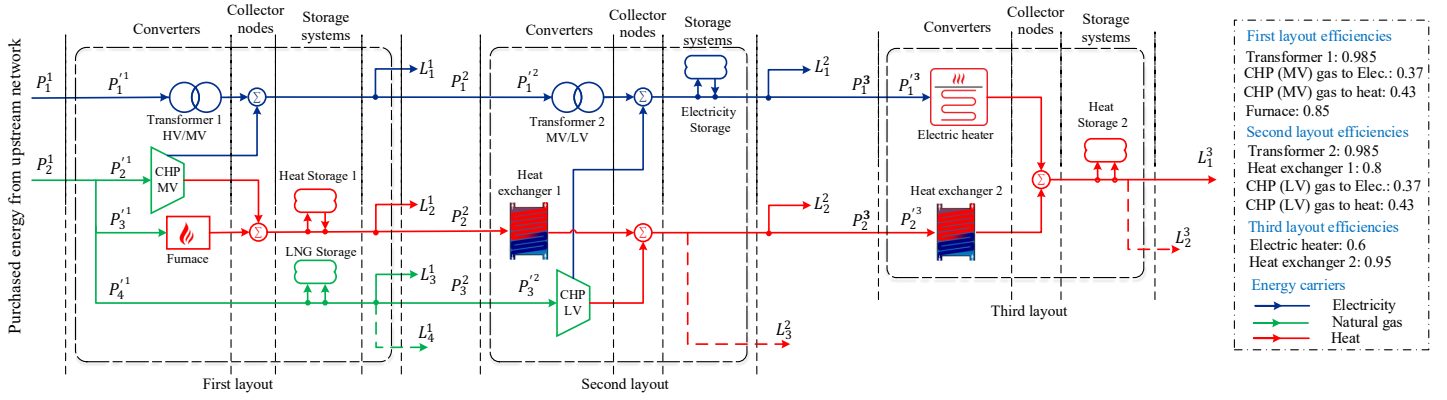 Purchased energy from upstream network
Converters
Collector
nodes
Storage
systems
P_1^1
P_1^{'1}
Transformer 1
HV/MV
Σ
L_1^1
P_2^1
P_2^{'1}
CHP
MV
P_3^{'1}
Furnace
Σ
Heat Storage 1
L_2^1
LNG Storage
P_4^{'1}
L_3^1
L_4^1
First layout
Converters
Collector
nodes
Storage
systems
P_1^2
P_1^{'2}
Transformer 2
MV/LV
Σ
Electricity
Storage
L_1^2
Heat
exchanger 1
P_2^2
Σ
L_2^2
P_3^2
P_3^{'2}
CHP
LV
L_3^2
Second layout
Converters
Collector
nodes
Storage
systems
P_1^3
P_1^{'3}
Electric heater
Heat
Storage 2
Σ
L_1^3
Heat exchanger 2
P_2^3
P_2^{'3}
L_2^3
Third layout
First layout efficiencies
Transformer 1: 0.985
CHP (MV) gas to Elec.: 0.37
CHP (MV) gas to heat: 0.43
Furnace: 0.85
Second layout efficiencies
Transformer 2: 0.985
Heat exchanger 1: 0.8
CHP (LV) gas to Elec.: 0.37
CHP (LV) gas to heat: 0.43
Third layout efficiencies
Electric heater: 0.6
Heat exchanger 2: 0.95
Energy carriers
Electricity
Natural gas
Heat